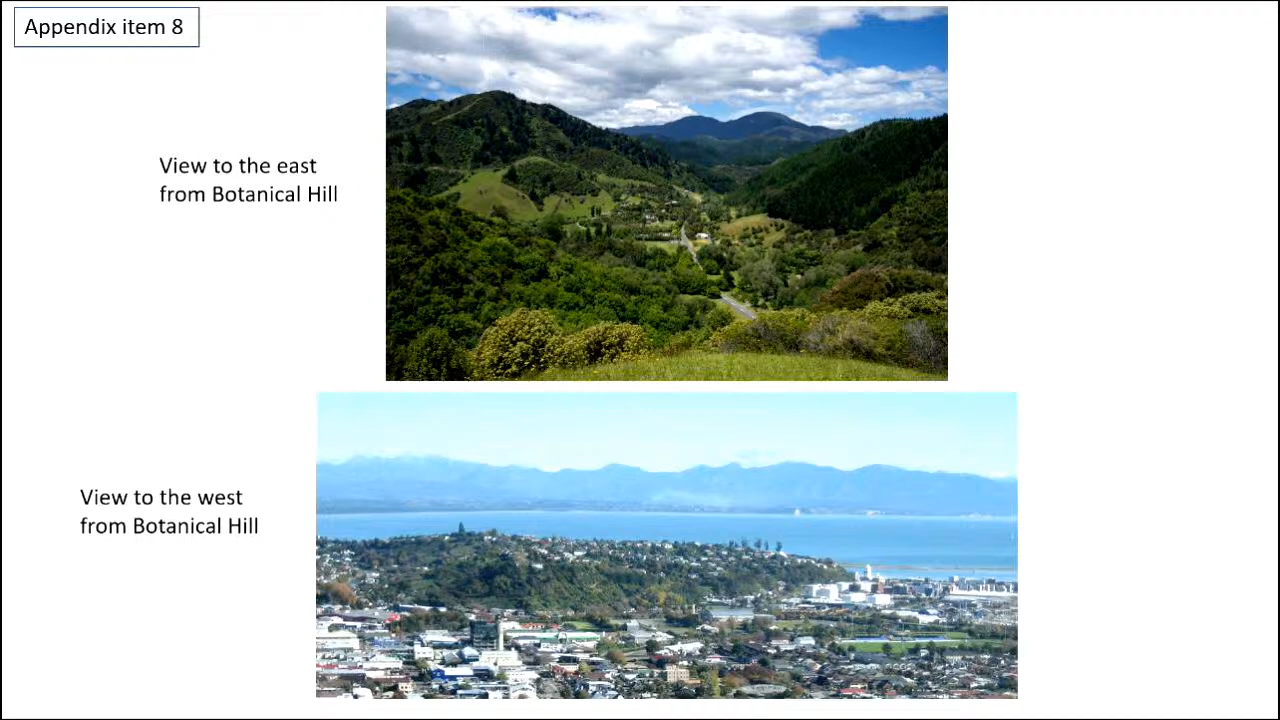 Appendix item 8
View to the east
from Botanical Hill
View to the west
from Botanical Hill